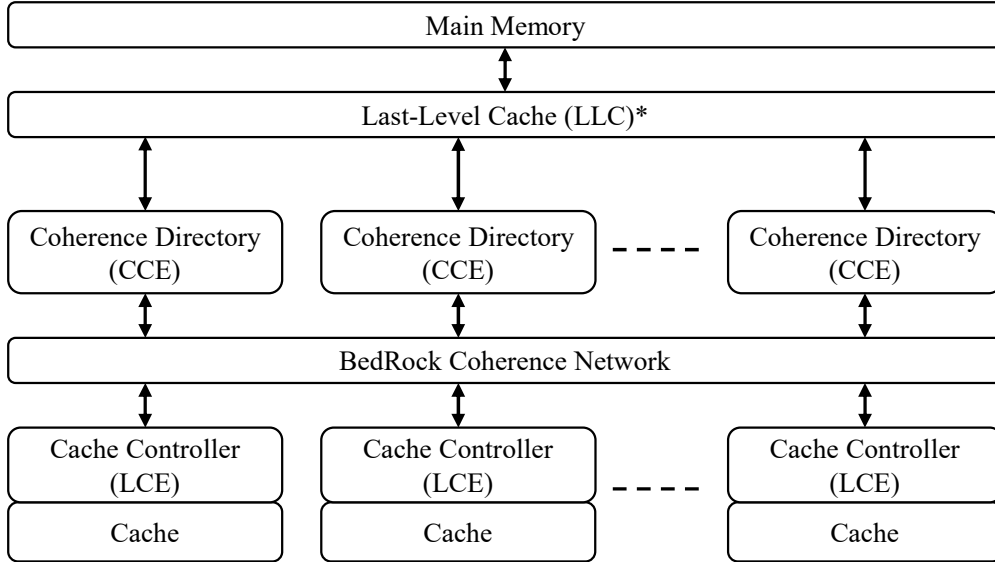 Main Memory
Last-Level Cache (LLC)*
Coherence Directory
(CCE)
Coherence Directory
(CCE)
Coherence Directory
(CCE)
BedRock Coherence Network
Cache Controller
(LCE)
Cache
Cache Controller
(LCE)
Cache
Cache Controller
(LCE)
Cache